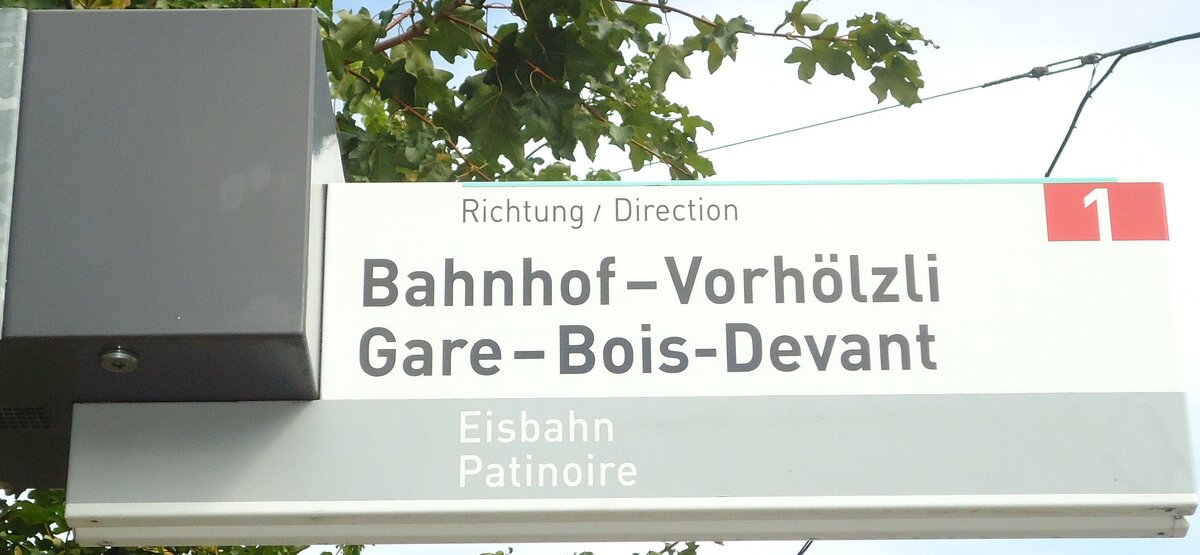 Richtung / Direction
1
Bahnhof – Vorhölzli
Gare – Bois-Devant
Eisbahn
Patinoire